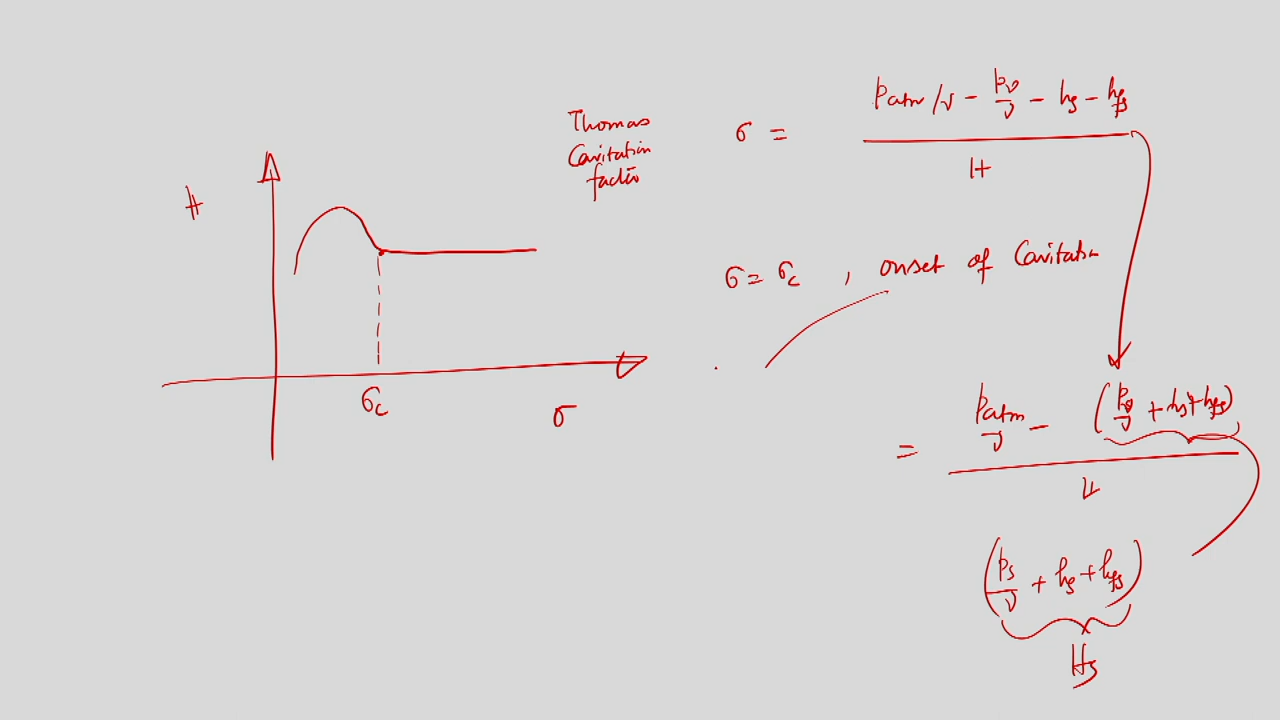 H
σc
σ
Thomas
Cavitation
factor
σ = (Patm/γ - Pv/γ - hs - hfs) / H
σ = σc , onset of Cavitation
= (Patm/γ - (Pv/γ + hs + hfs)) / H
(Ps/γ + hs + hfs)
Hs